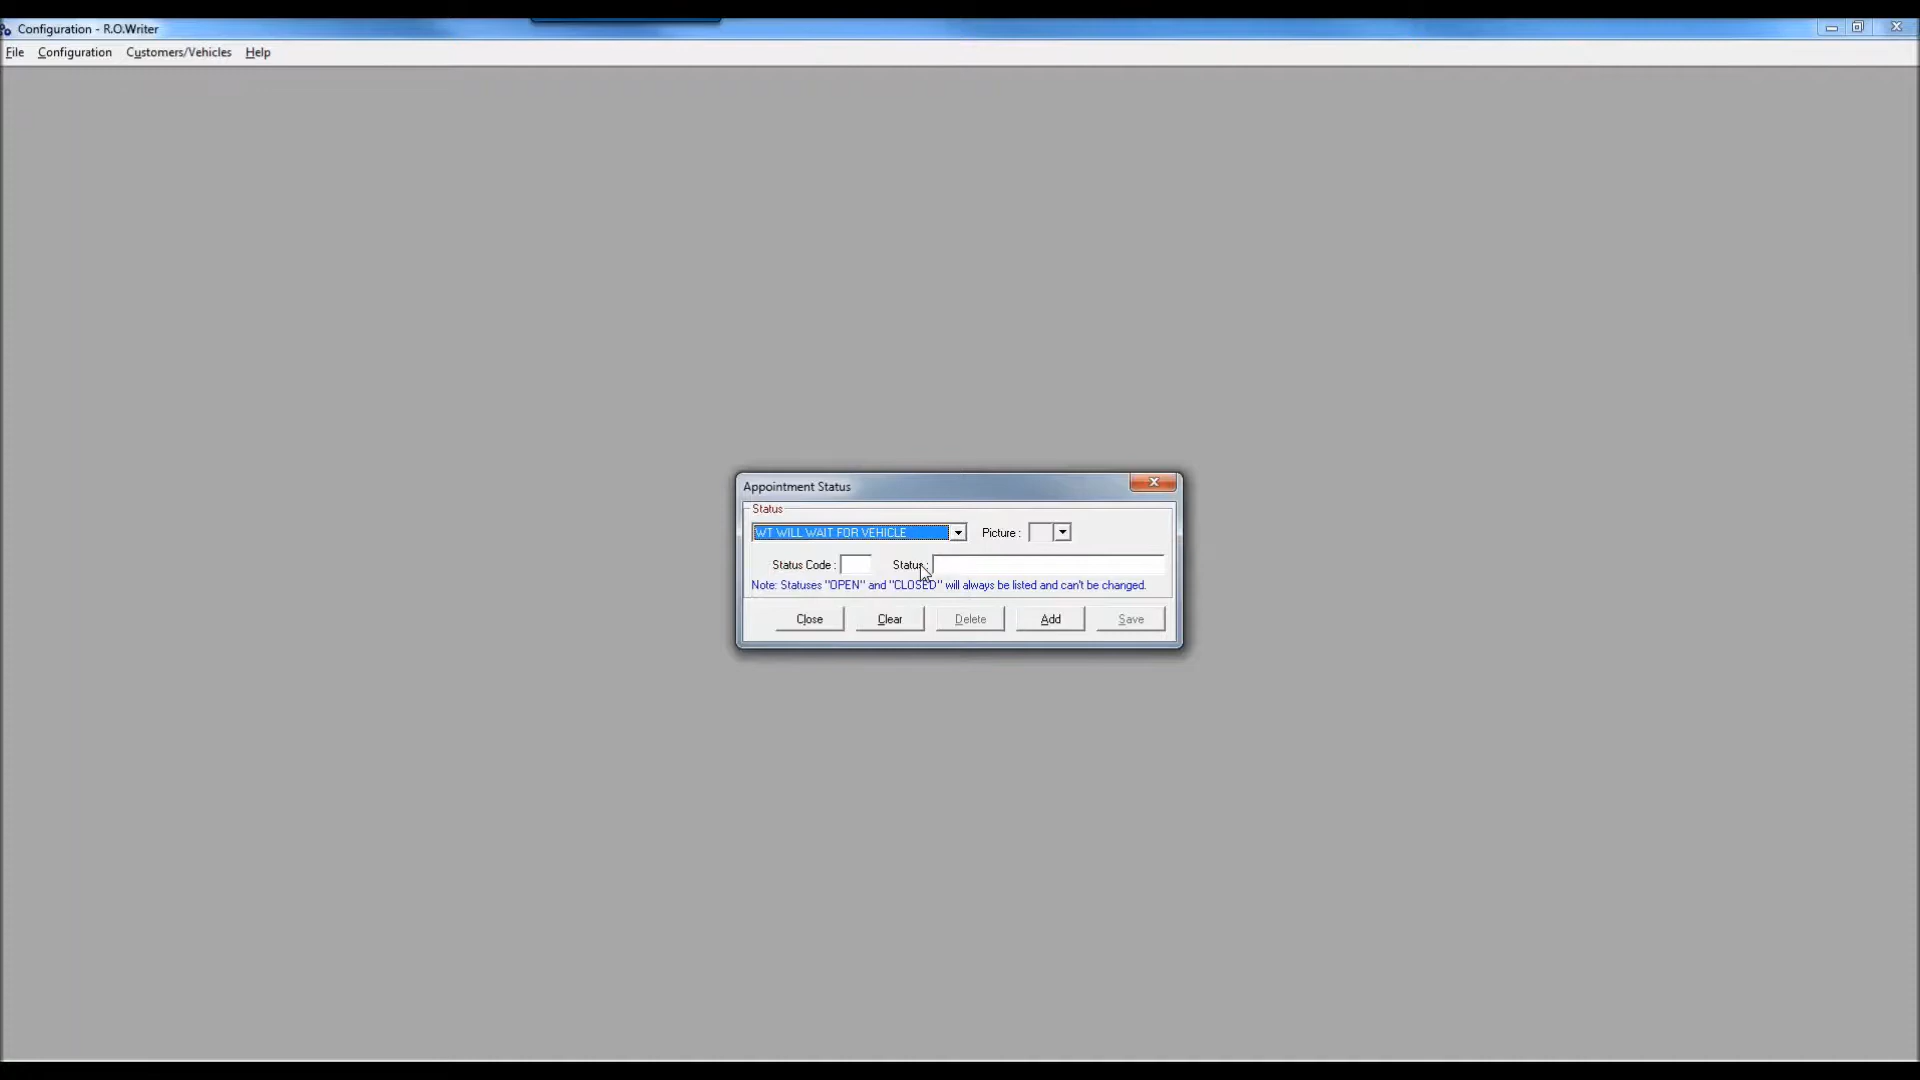 Configuration - R.O.Writer
File Configuration Customers/Vehicles Help
Appointment Status
Status
WT WILL WAIT FOR VEHICLE Picture :
Status Code : Status :
Note: Statuses "OPEN" and "CLOSED" will always be listed and can't be changed.
Close Clear Delete Add Save